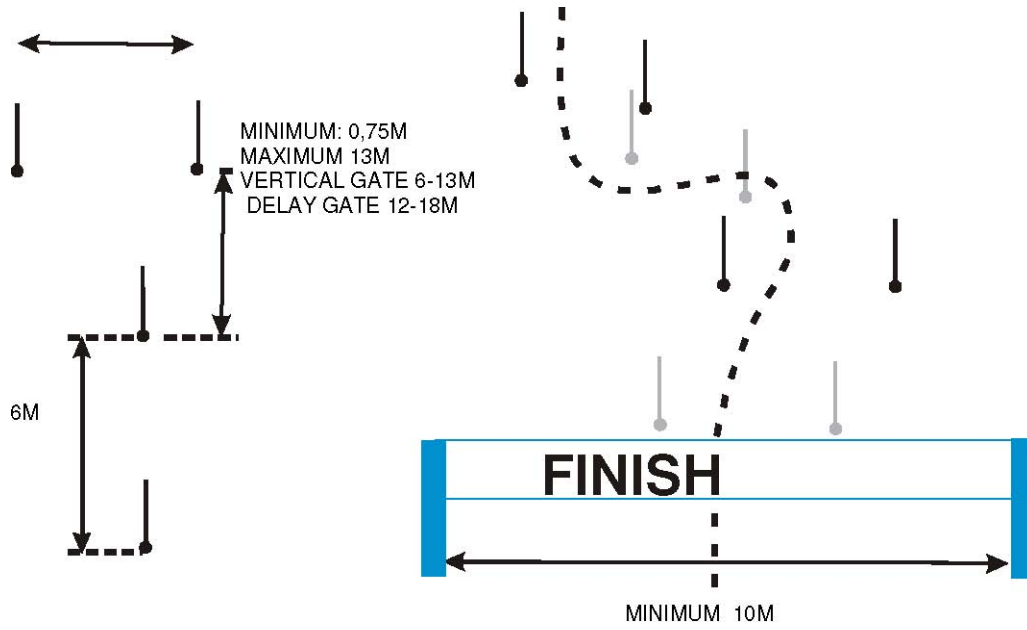 MINIMUM: 0,75M
MAXIMUM 13M
VERTICAL GATE 6-13M
DELAY GATE 12-18M
6M
FINISH
MINIMUM 10M